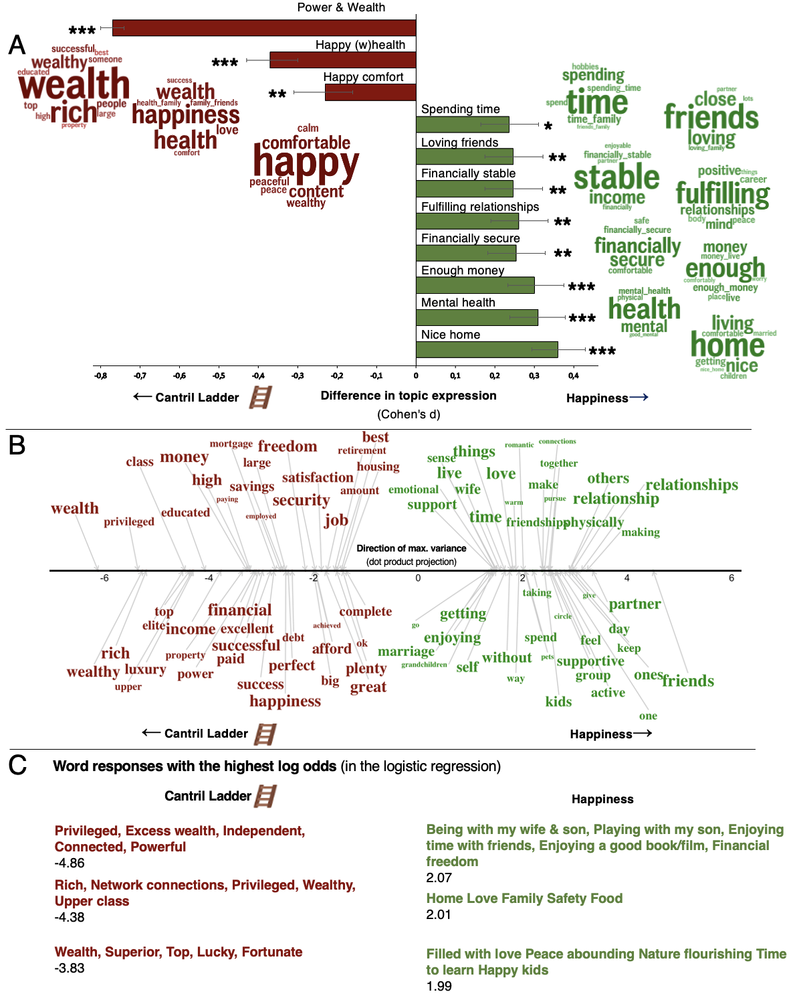 A
Power & Wealth
***
Happy (w)health
***
Happy comfort
**
Spending time
*
Loving friends
**
Financially stable
**
Fulfilling relationships
**
Financially secure
**
Enough money
***
Mental health
***
Nice home
***
successful best
wealthy someone
educated
wealth
top rich people
high large
property
success
wealth
health_family family_friends
happiness
love
health
comfort
calm
comfortable
happy
peaceful
peace content
wealthy
hobbies
spending
spending_time
spend time
time_family
friends_family
partner
close lots
friends
loving
loving_family
enjoyable
financially_stable
partner
stable
income
financially
positive things
career
fulfilling
relationships
body mind peace
safe
financially_secure
financially
secure
comfortable
money
money_live
enough
comfortably worry
enough_money
place live
mental_health
physical
health
mental
good_mental
living
comfortable married
home
getting nice
nice_home
children
-0,8 -0,7 -0,6 -0,5 -0,4 -0,3 -0,2 -0,1 0 0,1 0,2 0,3 0,4
← Cantril Ladder
Difference in topic expression
(Cohen's d)
Happiness→
B
mortgage freedom best
retirement
class money large housing
high savings satisfaction amount
paying security
wealth educated employed job
privileged
sense things romantic connections
live love together
emotional wife make others relationships
support warm pursue relationship
time friendships physically
making
Direction of max. variance
(dot product projection)
-6 -4 -2 0 2 4 6
top financial complete
elite income excellent achieved
debt
rich property successful afford ok
paid
wealthy luxury power perfect plenty
upper success big great
happiness
taking give partner
getting circle
go day
enjoying spend feel keep
marriage
grandchildren self without pets supportive
way group ones friends
active
kids
one
← Cantril Ladder
Happiness→
C
Word responses with the highest log odds (in the logistic regression)
Cantril Ladder
Privileged, Excess wealth, Independent,
Connected, Powerful
-4.86
Rich, Network connections, Privileged, Wealthy,
Upper class
-4.38
Wealth, Superior, Top, Lucky, Fortunate
-3.83
Happiness
Being with my wife & son, Playing with my son, Enjoying
time with friends, Enjoying a good book/film, Financial
freedom
2.07
Home Love Family Safety Food
2.01
Filled with love Peace abounding Nature flourishing Time
to learn Happy kids
1.99